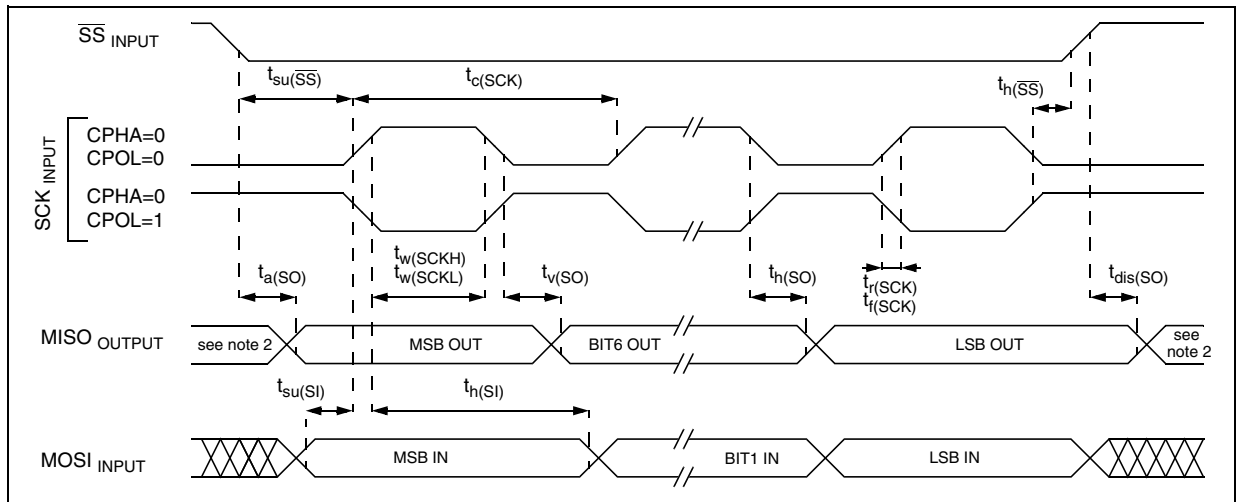 SS INPUT
tsu(SS)
tc(SCK)
th(SS)
SCK INPUT
CPHA=0
CPOL=0
CPHA=0
CPOL=1
ta(SO)
tw(SCKH)
tw(SCKL)
tv(SO)
th(SO)
tr(SCK)
tf(SCK)
tdis(SO)
MISO OUTPUT
see note 2
MSB OUT
BIT6 OUT
LSB OUT
see
note 2
tsu(SI)
th(SI)
MOSI INPUT
MSB IN
BIT1 IN
LSB IN